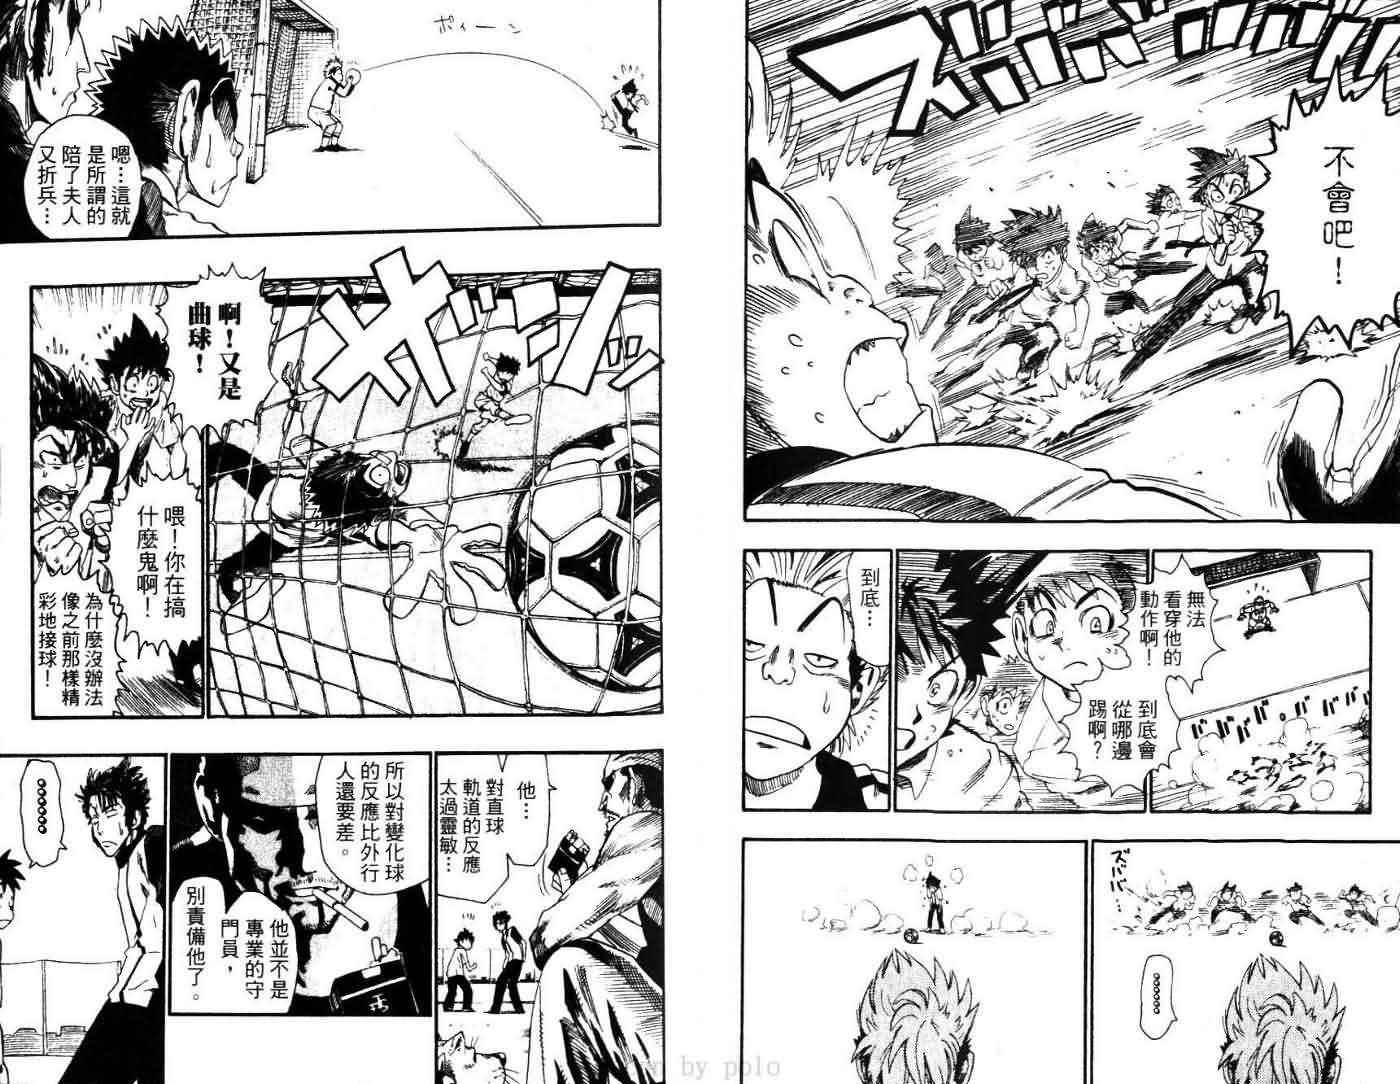 ズババババ
不會吧！
無法
看穿他的
動作啊！
到底會
從哪邊
踢啊？
到底…
ズババ
………
ポィーン
嗯…這就
是所謂的
陪了夫人
又折兵…
メギーン
啊！又是
曲球！
喂！你在搞
什麼鬼啊！
為什麼沒辦法
像之前那樣精
彩地接球！
他…
對直球
軌道的反應
太過靈敏…
所以對變化球
的反應比外行
人還要差。
他並不是
專業的守
門員，
別責備他了。
………
by polo